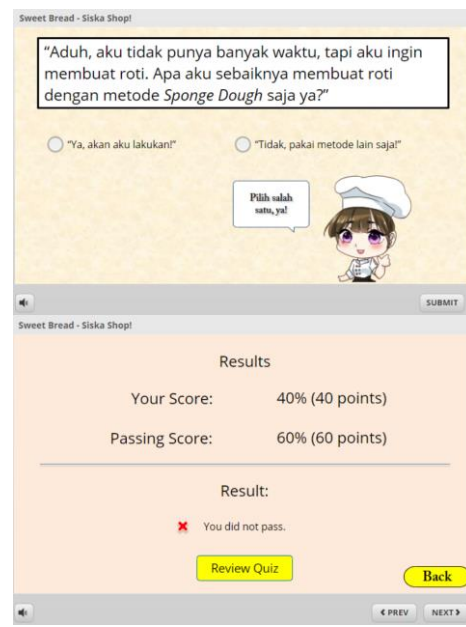 Sweet Bread - Siska Shop!
“Aduh, aku tidak punya banyak waktu, tapi aku ingin
membuat roti. Apa aku sebaiknya membuat roti
dengan metode Sponge Dough saja ya?”
“Ya, akan aku lakukan!”
“Tidak, pakai metode lain saja!”
Pilih salah
satu, ya!
SUBMIT
Sweet Bread - Siska Shop!
Results
Your Score: 40% (40 points)
Passing Score: 60% (60 points)
Result:
You did not pass.
Review Quiz
Back
PREV
NEXT